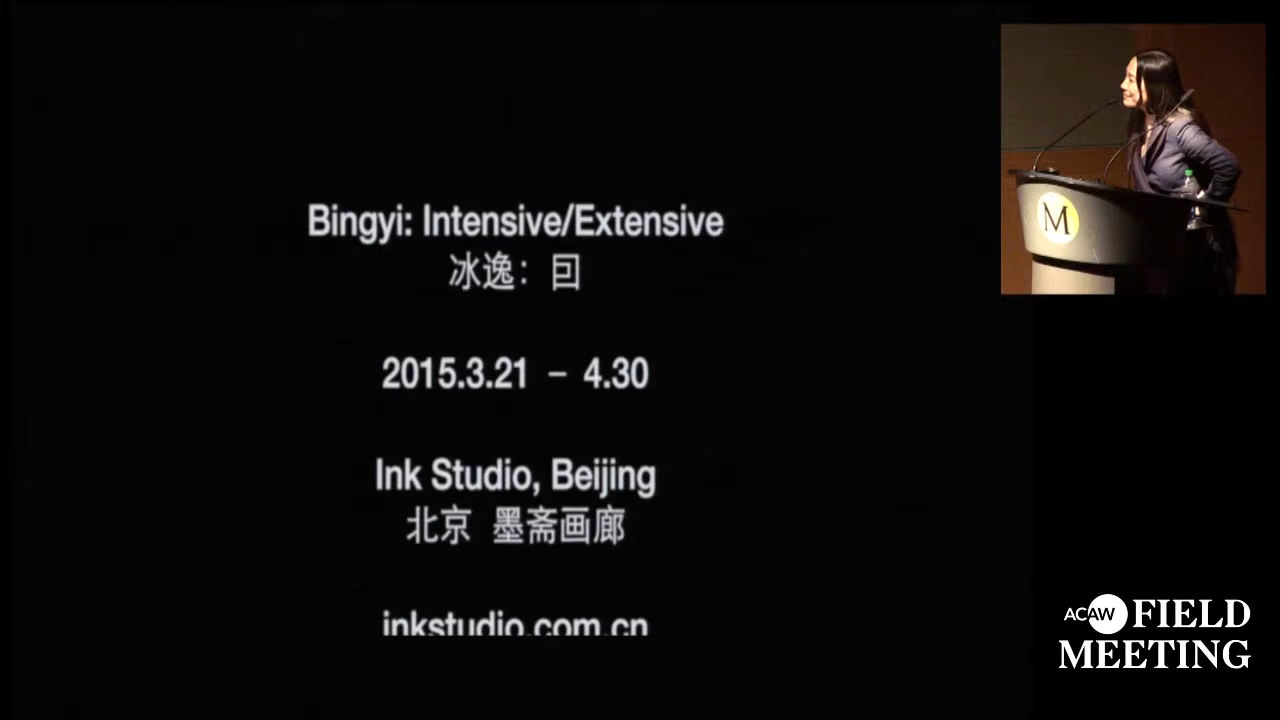 Bingyi: Intensive/Extensive
冰逸：囙
2015.3.21 – 4.30
Ink Studio, Beijing
北京 墨斋画廊
inkstudio.com.cn
M
ACAW FIELD
MEETING